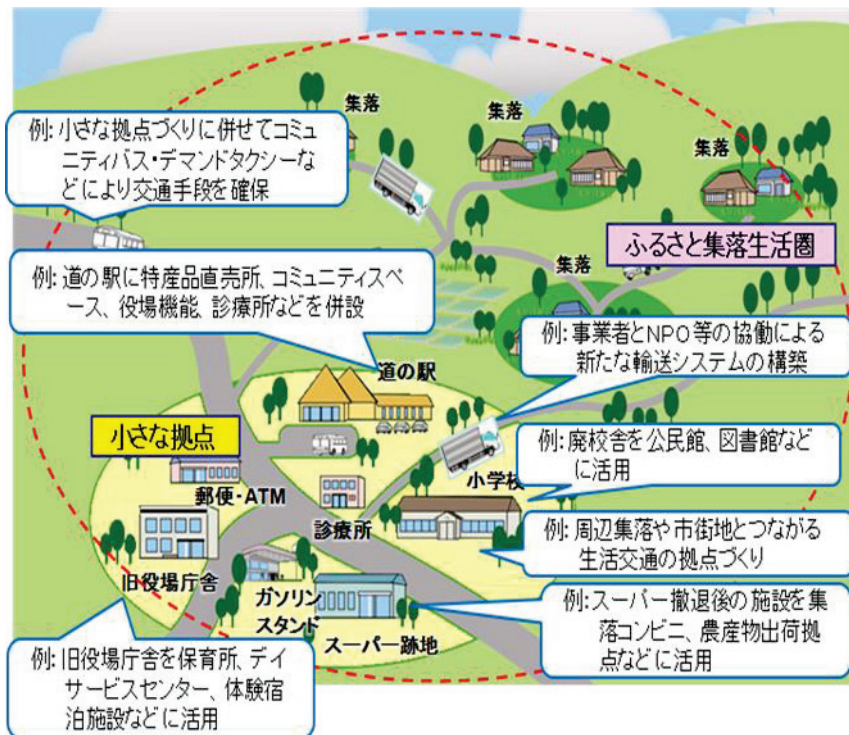 集落
集落
例:小さな拠点づくりに併せてコミュ
ニティバス・デマンドタクシーな
どにより交通手段を確保
集落
ふるさと集落生活圏
例:道の駅に特産品直売所、コミュニティスペ
ース、役場機能、診療所などを併設
集落
例:事業者とNPO等の協働による
新たな輸送システムの構築
道の駅
小さな拠点
例:廃校舎を公民館、図書館など
に活用
小学校
郵便・ATM
診療所
例:周辺集落や市街地とつながる
生活交通の拠点づくり
旧役場庁舎
ガソリン
スタンド
スーパー跡地
例:スーパー撤退後の施設を集
落コンビニ、農産物出荷拠
点などに活用
例:旧役場庁舎を保育所、デイ
サービスセンター、体験宿
泊施設などに活用